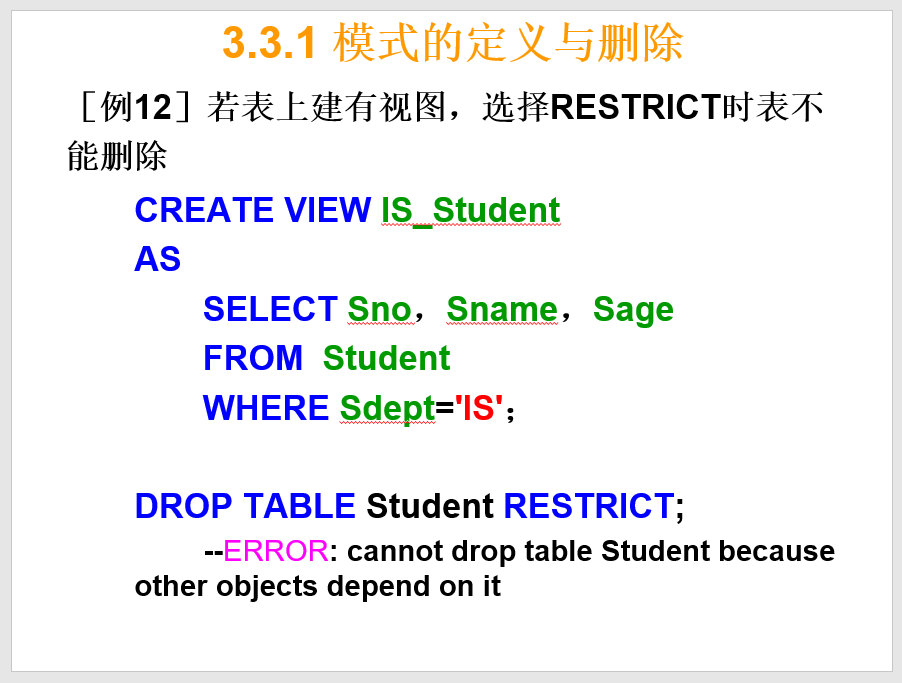 3.3.1 模式的定义与删除
［例12］若表上建有视图，选择RESTRICT时表不
能删除
CREATE VIEW IS_Student
AS
SELECT Sno，Sname，Sage
FROM  Student
WHERE Sdept='IS'；
DROP TABLE Student RESTRICT;
--ERROR: cannot drop table Student because
other objects depend on it